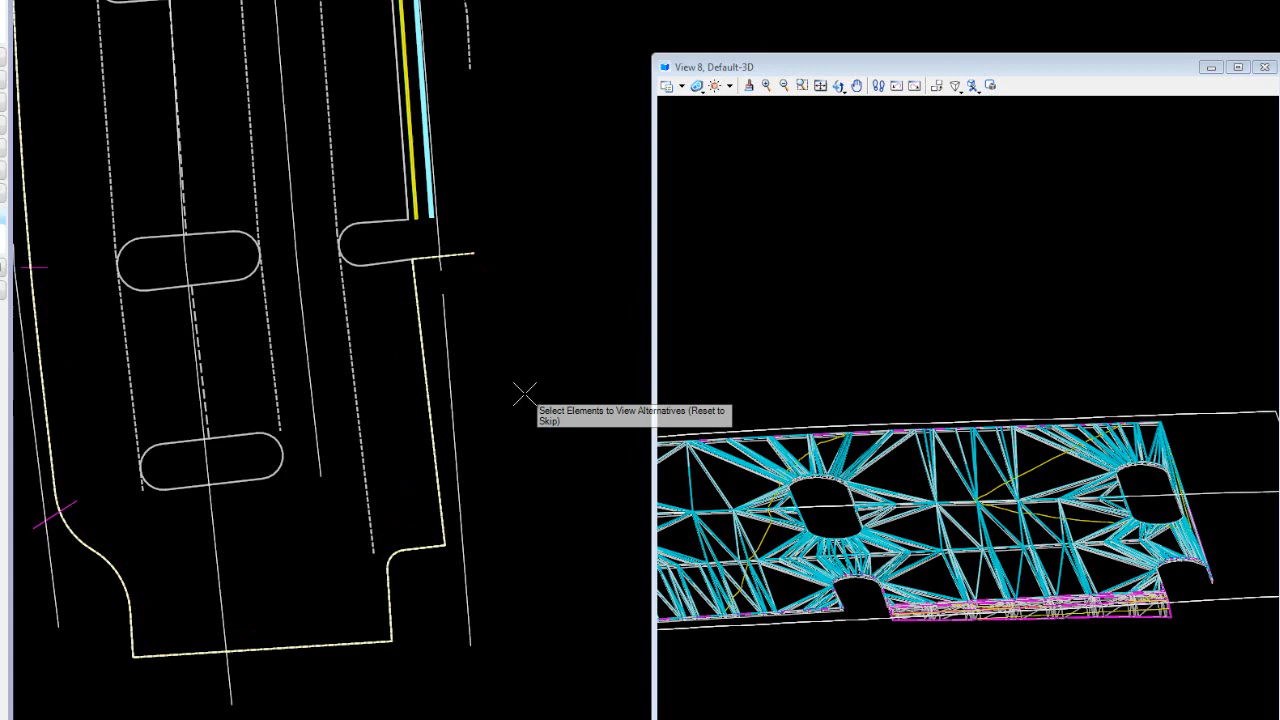 View 8, Default-3D
Select Elements to View Alternatives (Reset to
Skip)